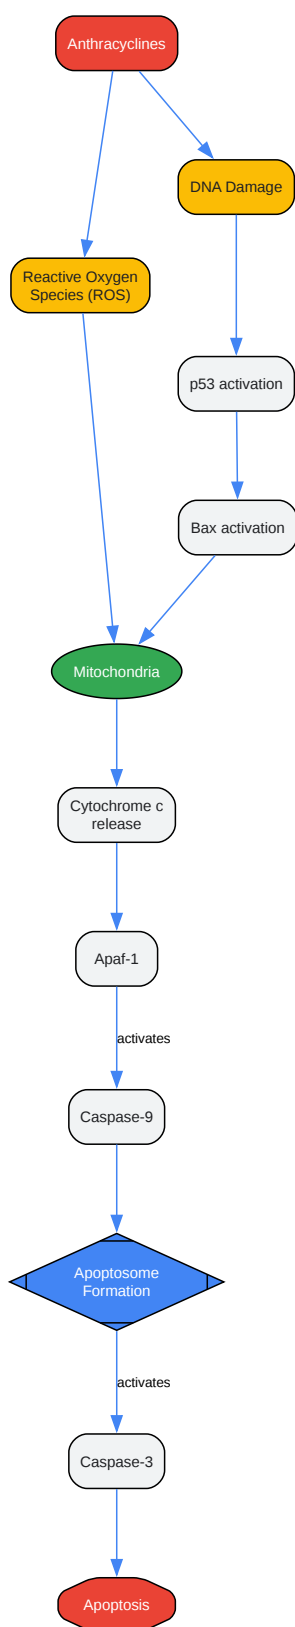 Anthracyclines
DNA Damage
Reactive Oxygen
Species (ROS)
p53 activation
Bax activation
Mitochondria
Cytochrome c
release
Apaf-1
activates
Caspase-9
Apoptosome
Formation
activates
Caspase-3
Apoptosis